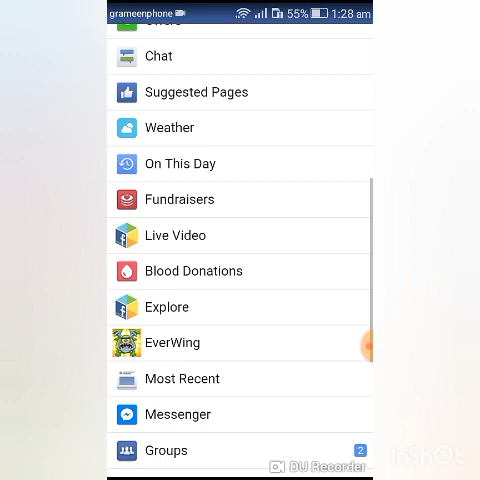 grameenphone 55% 1:28 am
Chat
Suggested Pages
Weather
On This Day
Fundraisers
Live Video
Blood Donations
Explore
EverWing
Most Recent
Messenger
Groups 2
DU Recorder
InShOt